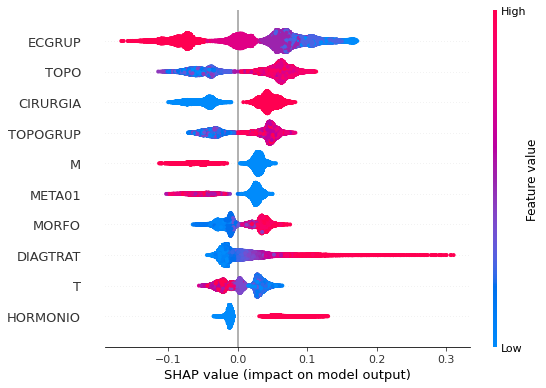 High
ECGRUP
TOPO
CIRURGIA
TOPOGRUP
M
META01
MORFO
DIAGTRAT
T
HORMONIO
Feature value
Low
−0.1 0.0 0.1 0.2 0.3
SHAP value (impact on model output)